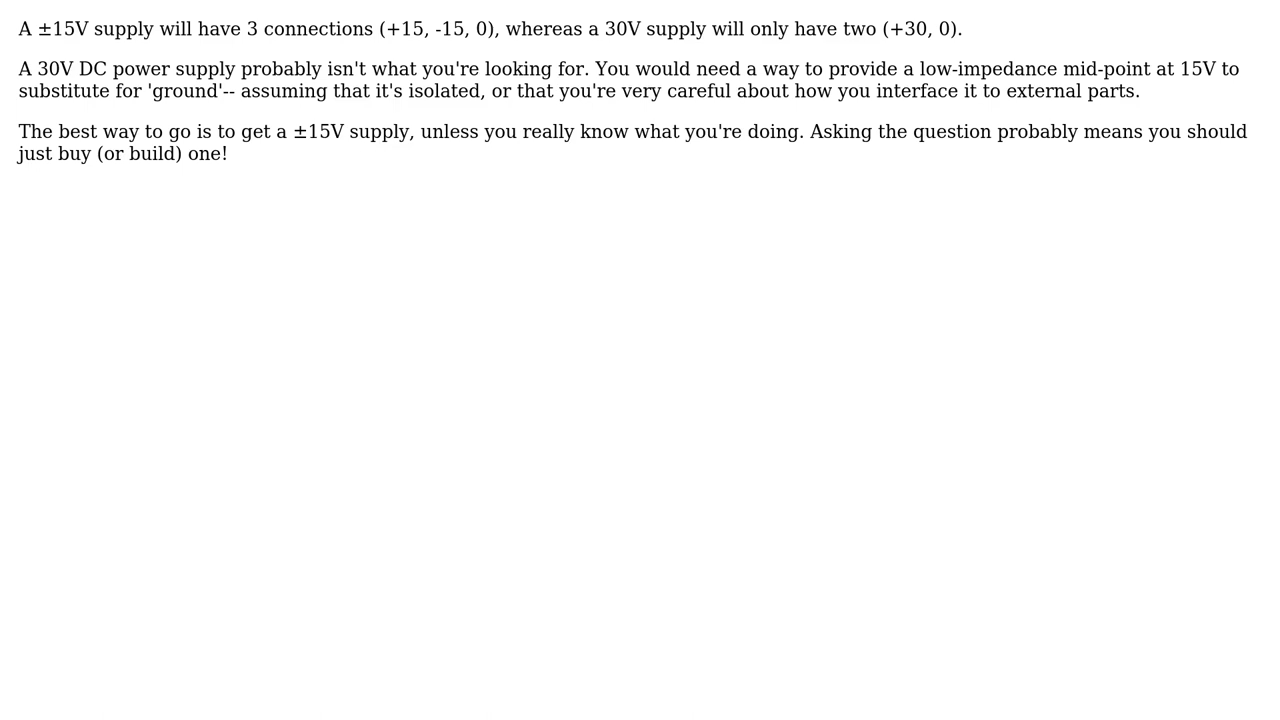 A ±15V supply will have 3 connections (+15, -15, 0), whereas a 30V supply will only have two (+30, 0).
A 30V DC power supply probably isn't what you're looking for. You would need a way to provide a low-impedance mid-point at 15V to
substitute for 'ground'-- assuming that it's isolated, or that you're very careful about how you interface it to external parts.
The best way to go is to get a ±15V supply, unless you really know what you're doing. Asking the question probably means you should
just buy (or build) one!